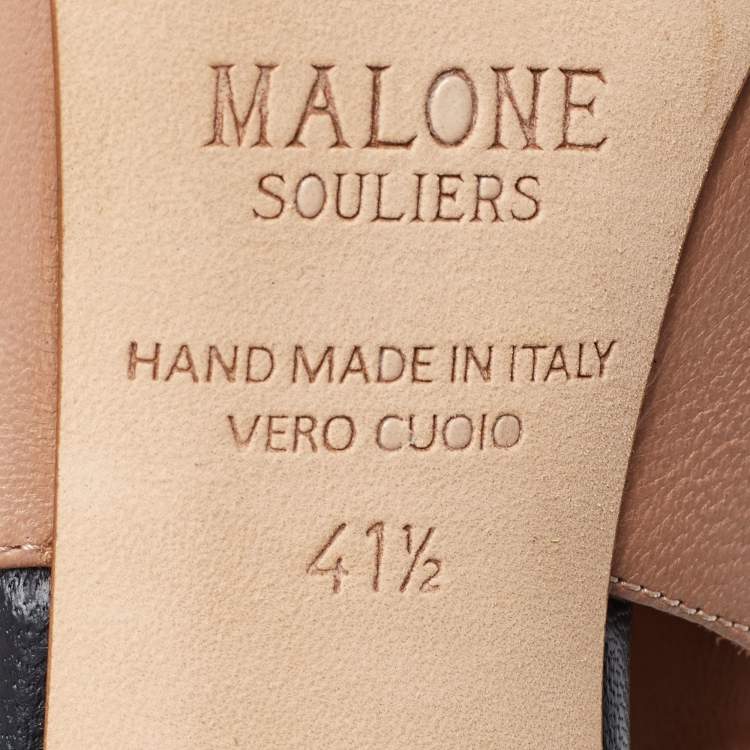 MALONE
SOULIERS
HAND MADE IN ITALY
VERO CUOIO
41½